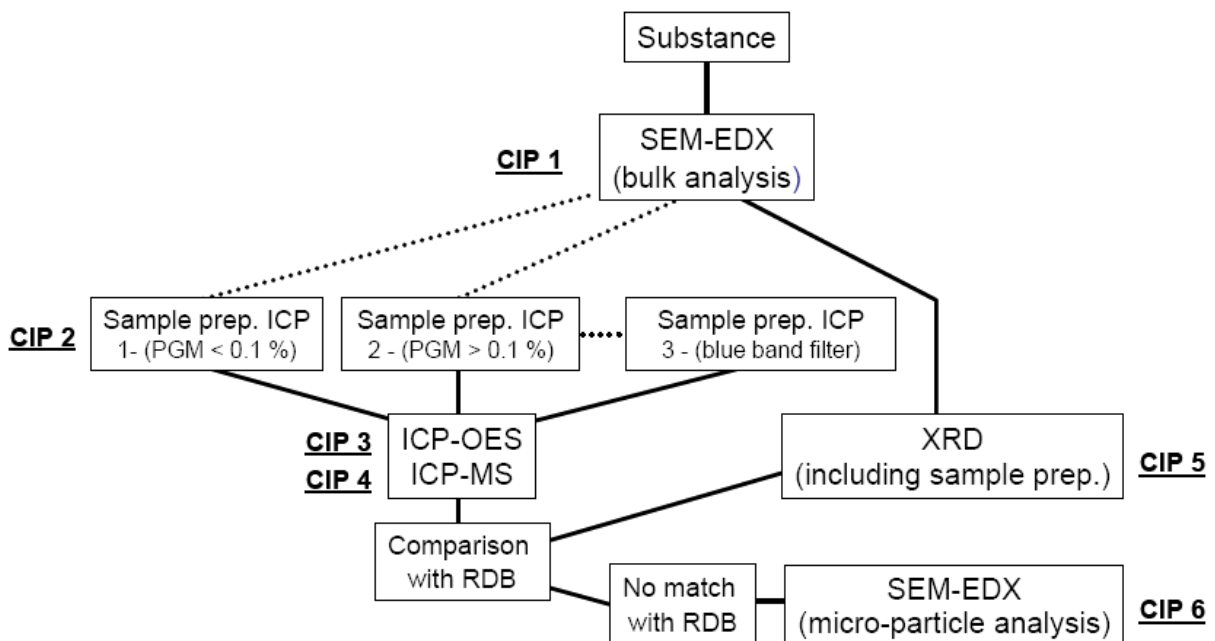 Substance
CIP 1
SEM-EDX
(bulk analysis)
CIP 2
Sample prep. ICP
1- (PGM < 0.1 %)
Sample prep. ICP
2 - (PGM > 0.1 %)
Sample prep. ICP
3 - (blue band filter)
CIP 3
CIP 4
ICP-OES
ICP-MS
XRD
(including sample prep.)
CIP 5
Comparison
with RDB
No match
with RDB
SEM-EDX
(micro-particle analysis)
CIP 6